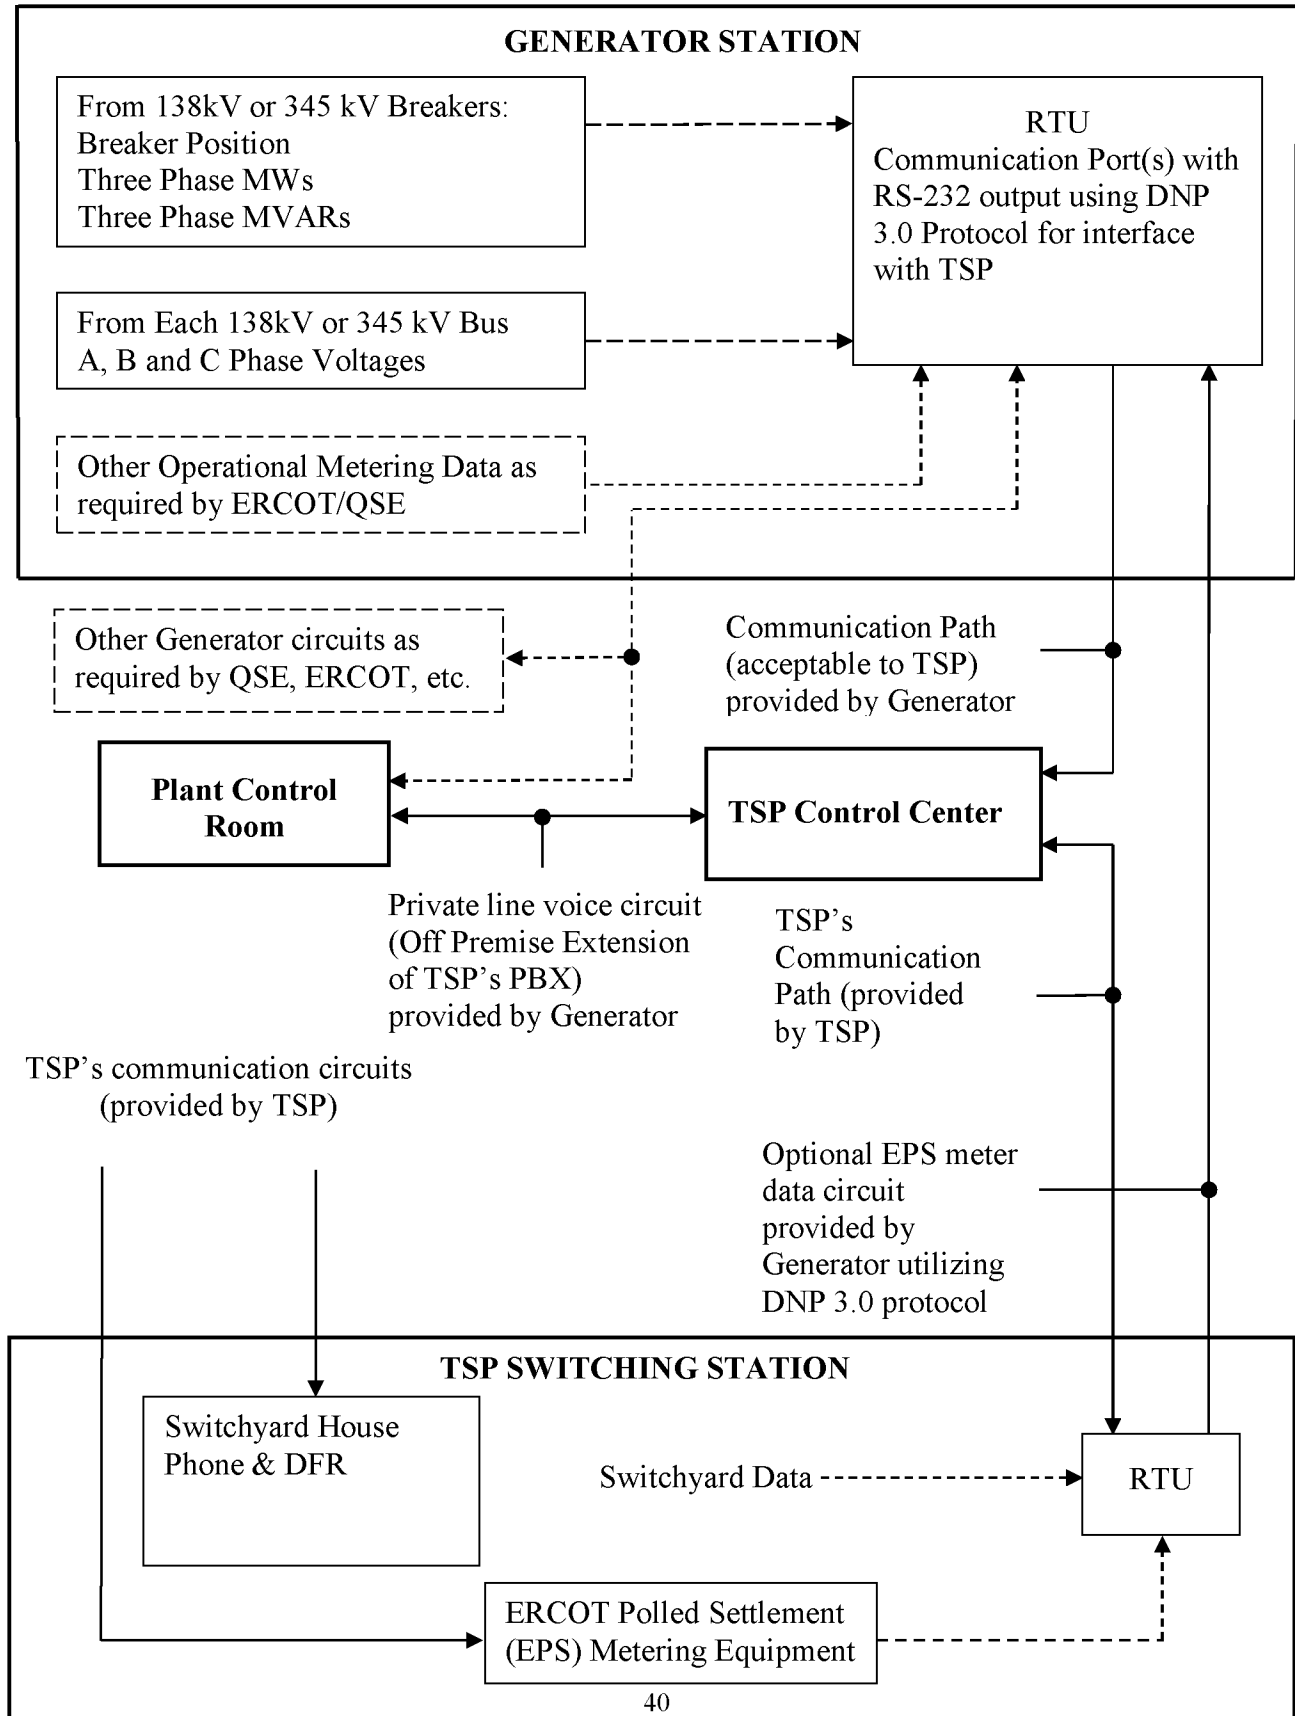 GENERATOR STATION
From 138kV or 345 kV Breakers:
Breaker Position
Three Phase MWs
Three Phase MVARs
RTU
Communication Port(s) with
RS-232 output using DNP
3.0 Protocol for interface
with TSP
From Each 138kV or 345 kV Bus
A, B and C Phase Voltages
Other Operational Metering Data as
required by ERCOT/QSE
Other Generator circuits as
required by QSE, ERCOT, etc.
Communication Path
(acceptable to TSP)
provided by Generator
Plant Control
Room
TSP Control Center
Private line voice circuit
(Off Premise Extension
of TSP's PBX)
provided by Generator
TSP's
Communication
Path (provided
by TSP)
TSP's communication circuits
(provided by TSP)
Optional EPS meter
data circuit
provided by
Generator utilizing
DNP 3.0 protocol
TSP SWITCHING STATION
Switchyard House
Phone & DFR
Switchyard Data
RTU
ERCOT Polled Settlement
(EPS) Metering Equipment
40